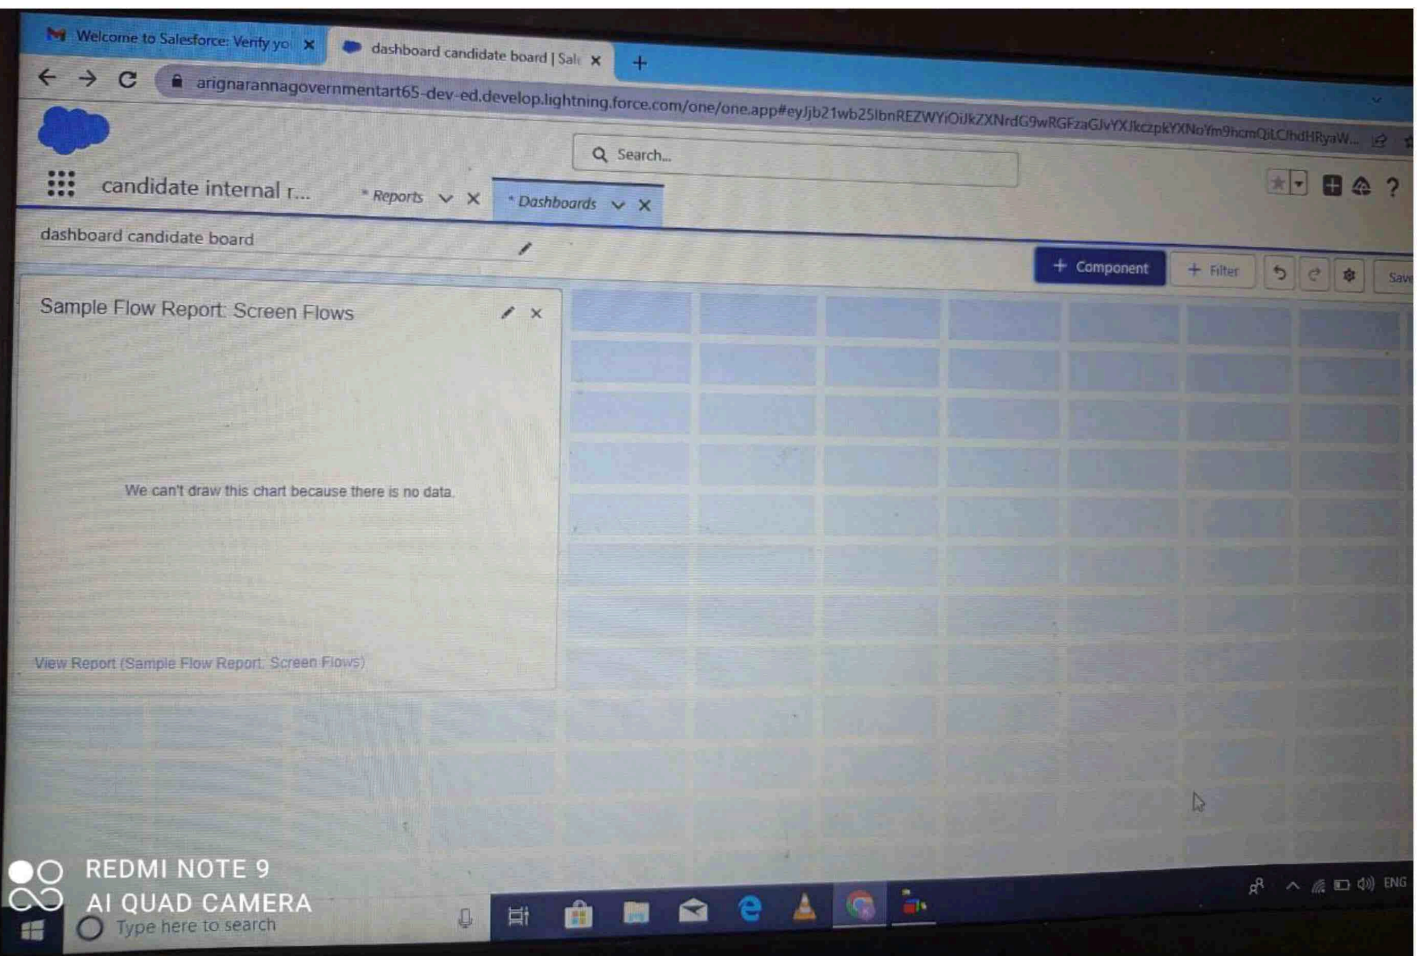 Welcome to Salesforce: Verify yo
dashboard candidate board | Sale
arignarannagovernmentart65-dev-ed.develop.lightning.force.com/one/one.app#
Search...
candidate internal r...
* Reports
* Dashboards
dashboard candidate board
+ Component
+ Filter
Save
Sample Flow Report: Screen Flows
We can't draw this chart because there is no data.
View Report (Sample Flow Report: Screen Flows)
REDMI NOTE 9
AI QUAD CAMERA
Type here to search
ENG